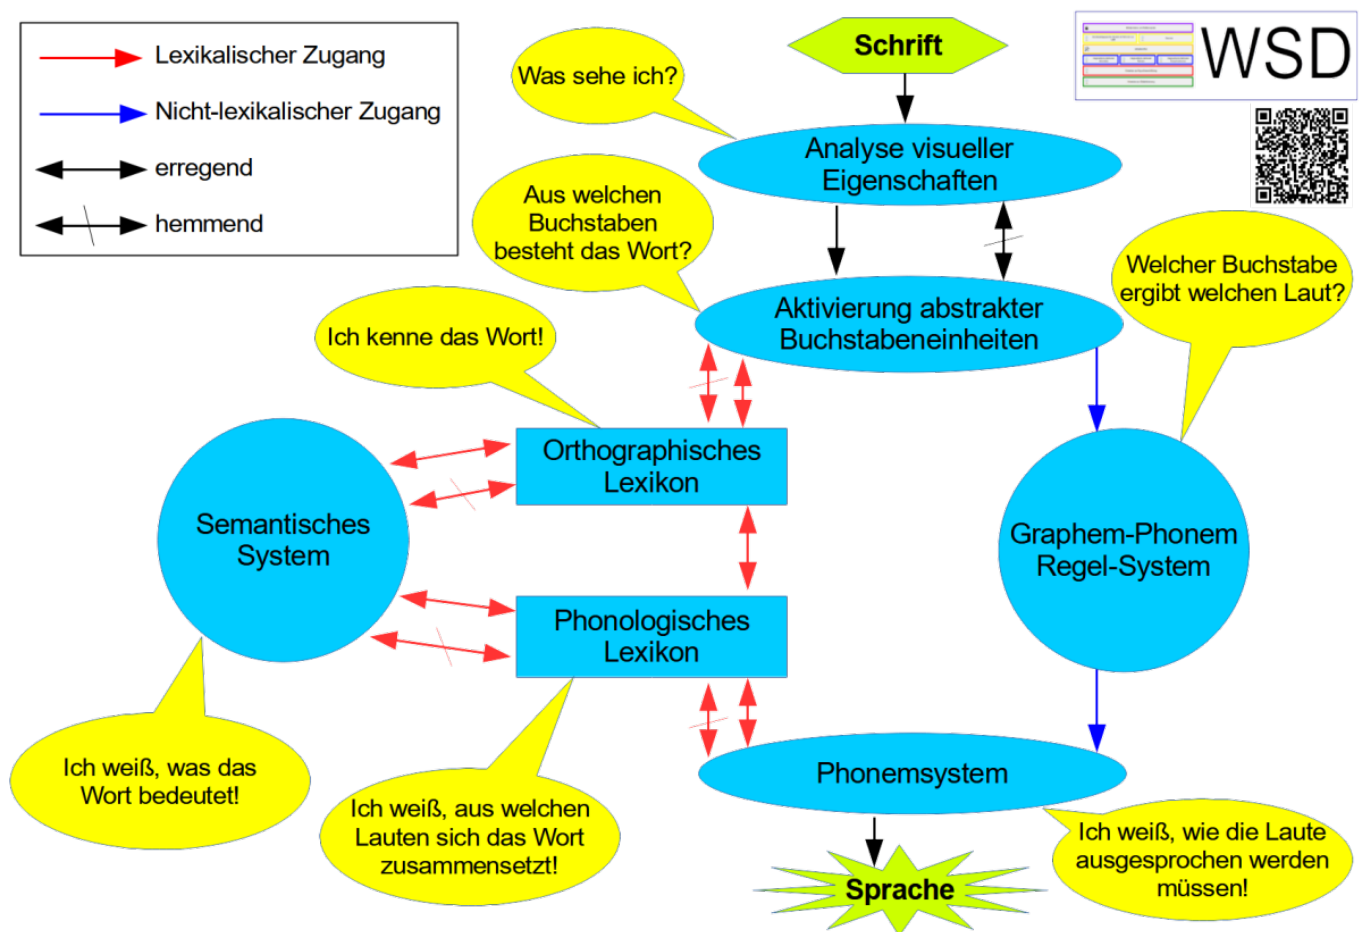 Lexikalischer Zugang
Nicht-lexikalischer Zugang
erregend
hemmend
Schrift
WSD
Was sehe ich?
Analyse visueller
Eigenschaften
Aus welchen
Buchstaben
besteht das Wort?
Welcher Buchstabe
ergibt welchen Laut?
Aktivierung abstrakter
Buchstabeneinheiten
Ich kenne das Wort!
Orthographisches
Lexikon
Semantisches
System
Graphem-Phonem
Regel-System
Phonologisches
Lexikon
Ich weiß, was das
Wort bedeutet!
Ich weiß, aus welchen
Lauten sich das Wort
zusammensetzt!
Phonemsystem
Ich weiß, wie die Laute
ausgesprochen werden
müssen!
Sprache